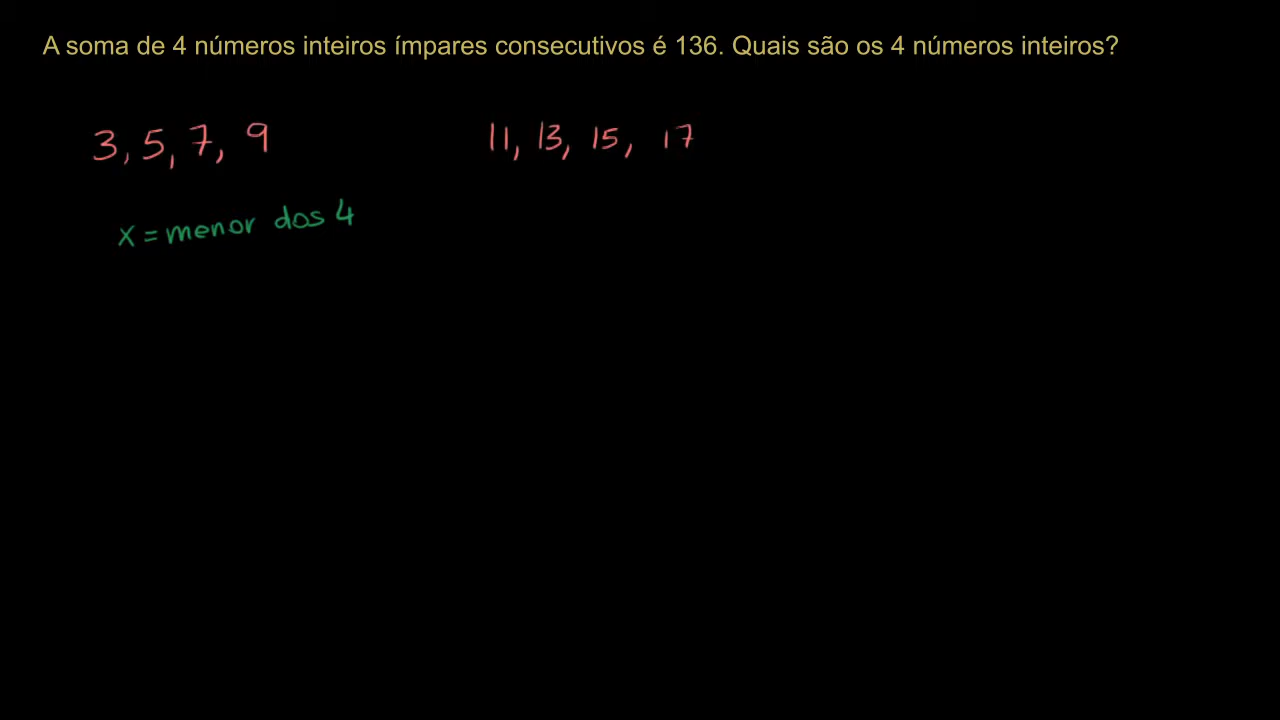 A soma de 4 números inteiros ímpares consecutivos é 136. Quais são os 4 números inteiros?
3, 5, 7, 9
11, 13, 15, 17
x = menor dos 4